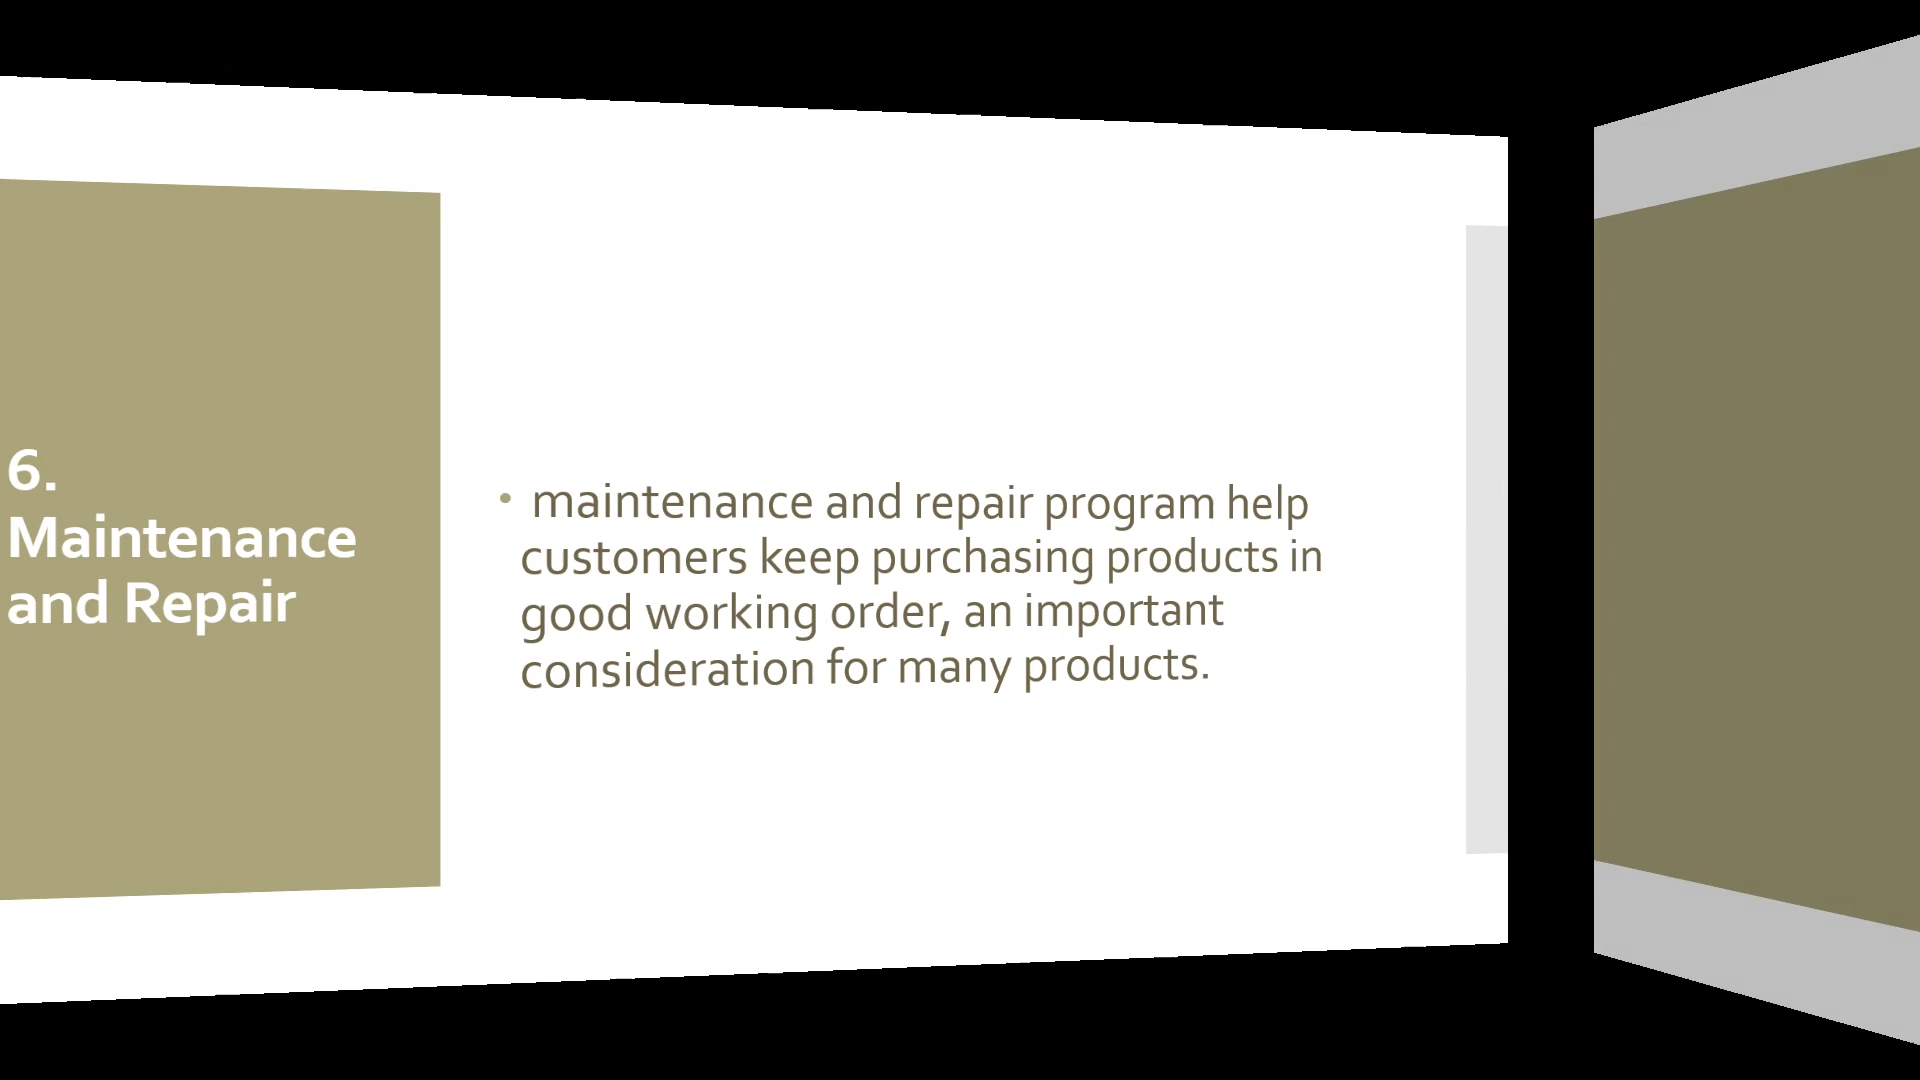 6.
Maintenance
and Repair
• maintenance and repair program help
customers keep purchasing products in
good working order, an important
consideration for many products.